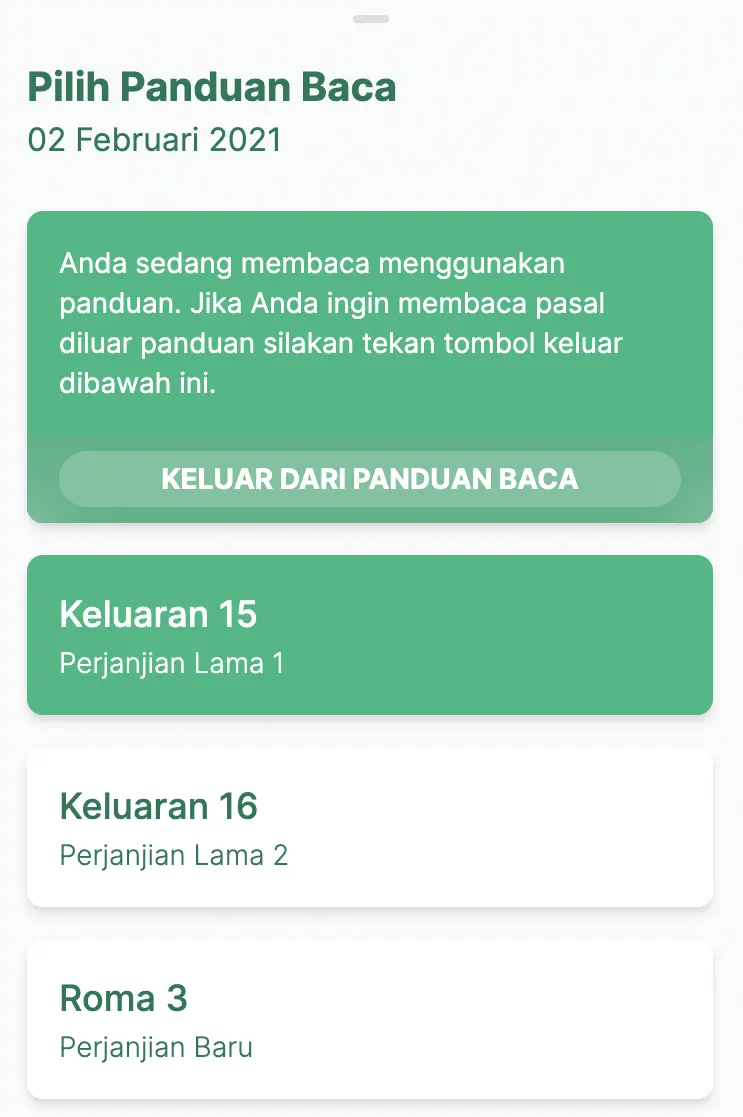 Pilih Panduan Baca
02 Februari 2021
Anda sedang membaca menggunakan
panduan. Jika Anda ingin membaca pasal
diluar panduan silakan tekan tombol keluar
dibawah ini.
KELUAR DARI PANDUAN BACA
Keluaran 15
Perjanjian Lama 1
Keluaran 16
Perjanjian Lama 2
Roma 3
Perjanjian Baru